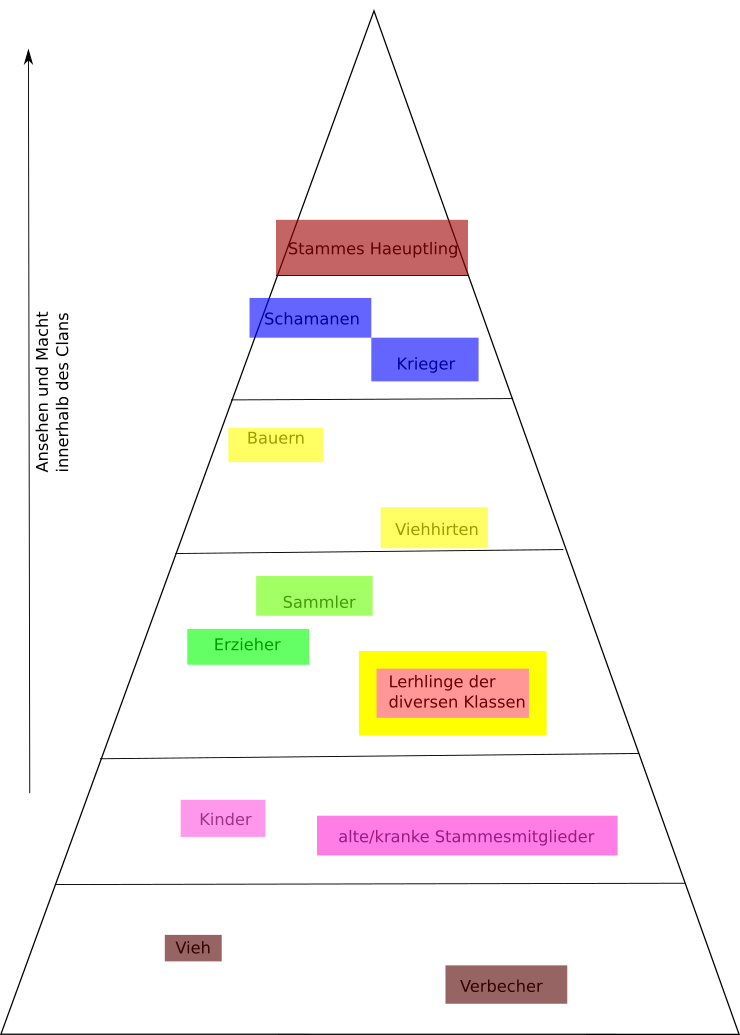 Stammes Haeuptling
Schamanen
Krieger
Ansehen und Macht
innerhalb des Clans
Bauern
Viehhirten
Sammler
Erzieher
Lerhlinge der
diversen Klassen
Kinder
alte/kranke Stammesmitglieder
Vieh
Verbecher